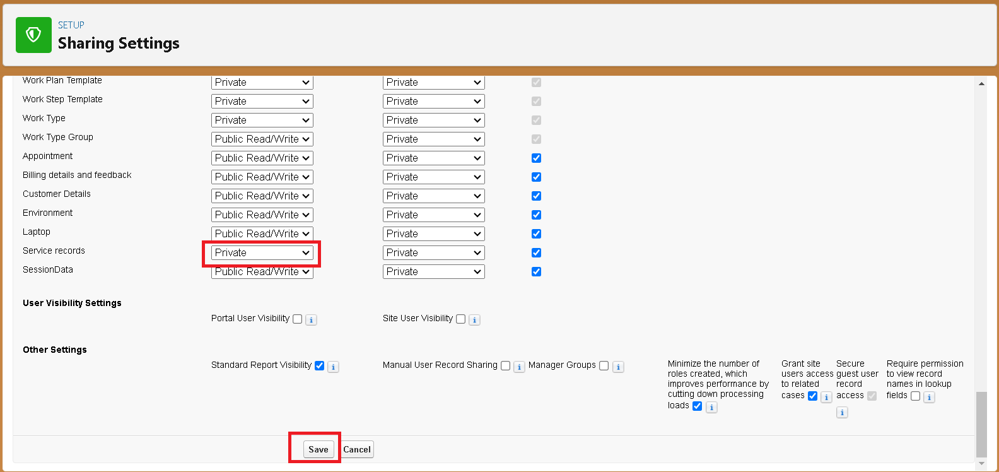 SETUP
Sharing Settings
Work Plan Template Private Private
Work Step Template Private Private
Work Type Private Private
Work Type Group Public Read/Write Private
Appointment Public Read/Write Private
Billing details and feedback Public Read/Write Private
Customer Details Public Read/Write Private
Environment Public Read/Write Private
Laptop Public Read/Write Private
Service records Private Private
SessionData Public Read/Write Private
User Visibility Settings
Portal User Visibility i Site User Visibility i
Other Settings
Standard Report Visibility i Manual User Record Sharing i Manager Groups i
Minimize the number of
roles created, which
improves performance by
cutting down processing
loads i
Grant site
users access
to related
cases i
Secure
guest user
record
access
i
Require permission
to view record
names in lookup
fields i
Save Cancel